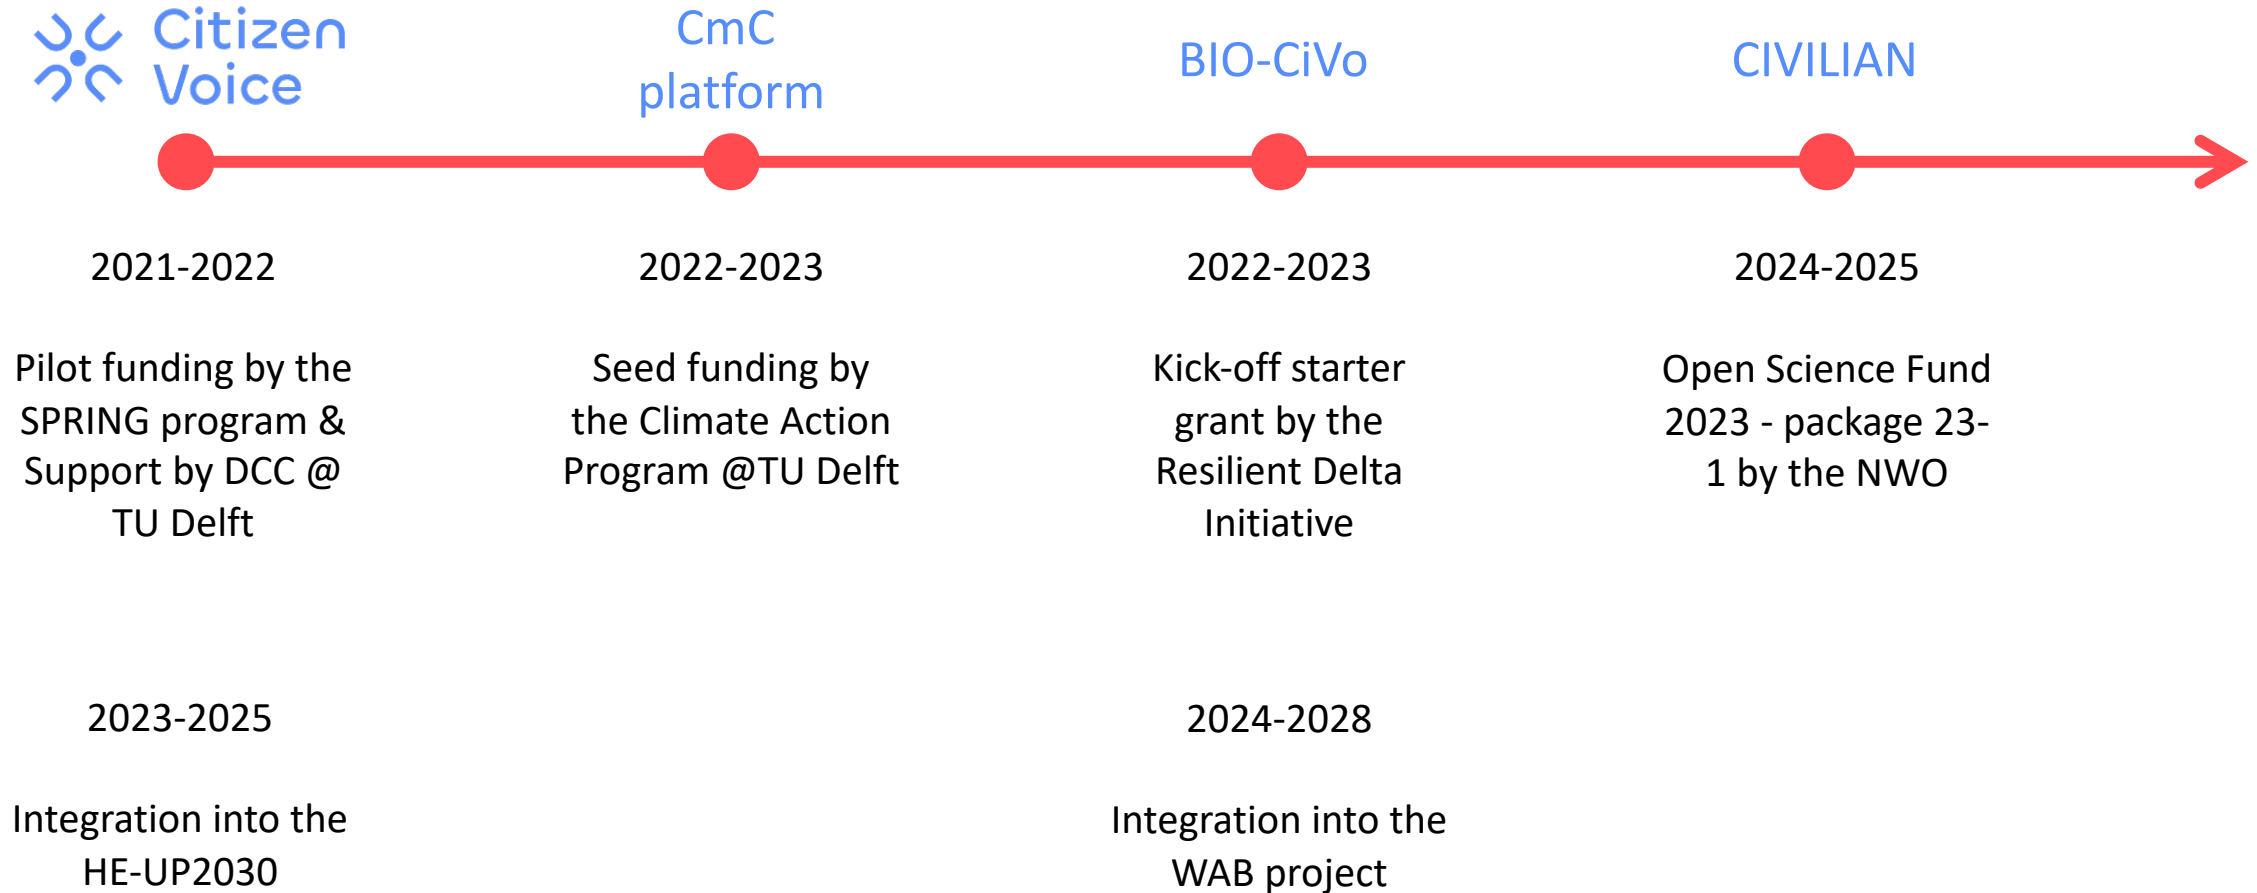 Citizen
Voice
CmC
platform
BIO-CiVo
CIVILIAN
2021-2022
Pilot funding by the
SPRING program &
Support by DCC @
TU Delft
2022-2023
Seed funding by
the Climate Action
Program @TU Delft
2022-2023
Kick-off starter
grant by the
Resilient Delta
Initiative
2024-2025
Open Science Fund
2023 - package 23-
1 by the NWO
2023-2025
Integration into the
HE-UP2030
2024-2028
Integration into the
WAB project